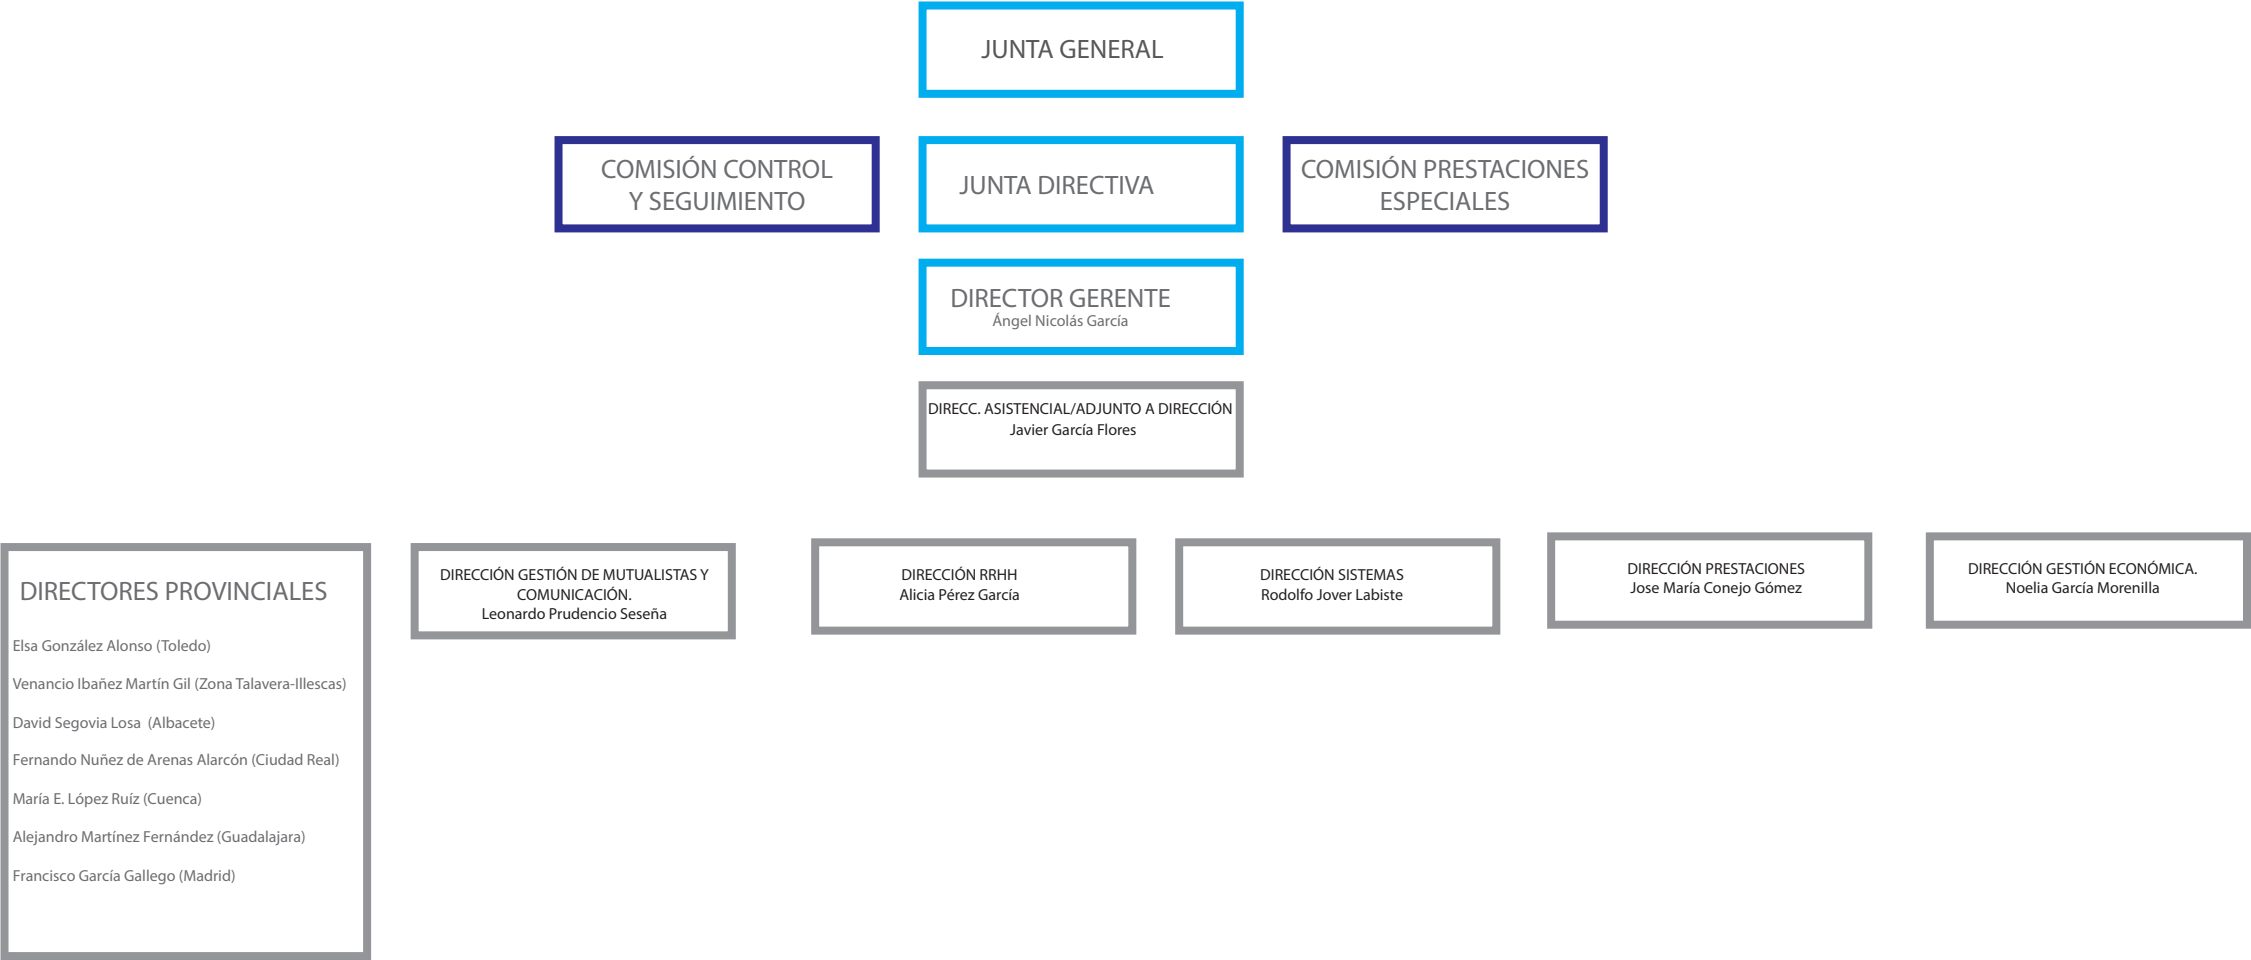 JUNTA GENERAL
COMISIÓN CONTROL
Y SEGUIMIENTO
JUNTA DIRECTIVA
COMISIÓN PRESTACIONES
ESPECIALES
DIRECTOR GERENTE
Ángel Nicolás García
DIRECC. ASISTENCIAL/ADJUNTO A DIRECCIÓN
Javier García Flores
DIRECTORES PROVINCIALES
Elsa González Alonso (Toledo)
Venancio Ibañez Martín Gil (Zona Talavera-Illescas)
David Segovia Losa (Albacete)
Fernando Nuñez de Arenas Alarcón (Ciudad Real)
María E. López Ruíz (Cuenca)
Alejandro Martínez Fernández (Guadalajara)
Francisco García Gallego (Madrid)
DIRECCIÓN GESTIÓN DE MUTUALISTAS Y
COMUNICACIÓN.
Leonardo Prudencio Seseña
DIRECCIÓN RRHH
Alicia Pérez García
DIRECCIÓN SISTEMAS
Rodolfo Jover Labiste
DIRECCIÓN PRESTACIONES
Jose María Conejo Gómez
DIRECCIÓN GESTIÓN ECONÓMICA.
Noelia García Morenilla